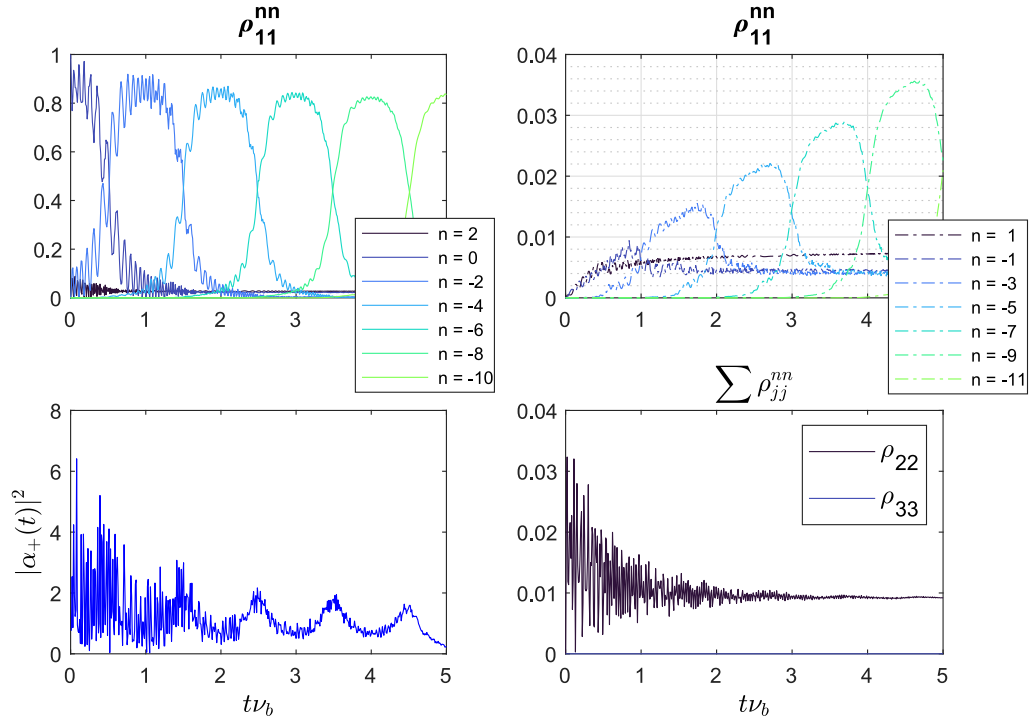 ρ₁₁ⁿⁿ
1
0.8
0.6
0.4
0.2
0
0 1 2 3
n = 2
n = 0
n = -2
n = -4
n = -6
n = -8
n = -10
ρ₁₁ⁿⁿ
0.04
0.03
0.02
0.01
0
0 1 2 3 4
n = 1
n = -1
n = -3
n = -5
n = -7
n = -9
n = -11
|α₊(t)|²
8
6
4
2
0
0 1 2 3 4 5
tν_b
∑ ρⱼⱼⁿⁿ
0.04
0.03
0.02
0.01
0
0 1 2 3 4 5
tν_b
ρ₂₂
ρ₃₃